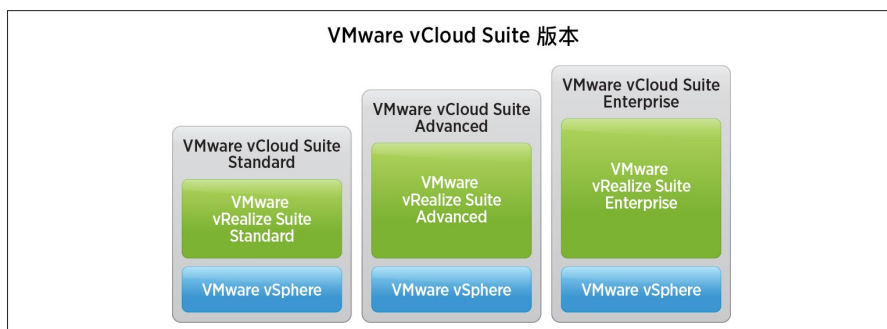 VMware vCloud Suite 版本
VMware vCloud Suite
Standard
VMware
vRealize Suite
Standard
VMware vSphere
VMware vCloud Suite
Advanced
VMware
vRealize Suite
Advanced
VMware vSphere
VMware vCloud Suite
Enterprise
VMware
vRealize Suite
Enterprise
VMware vSphere